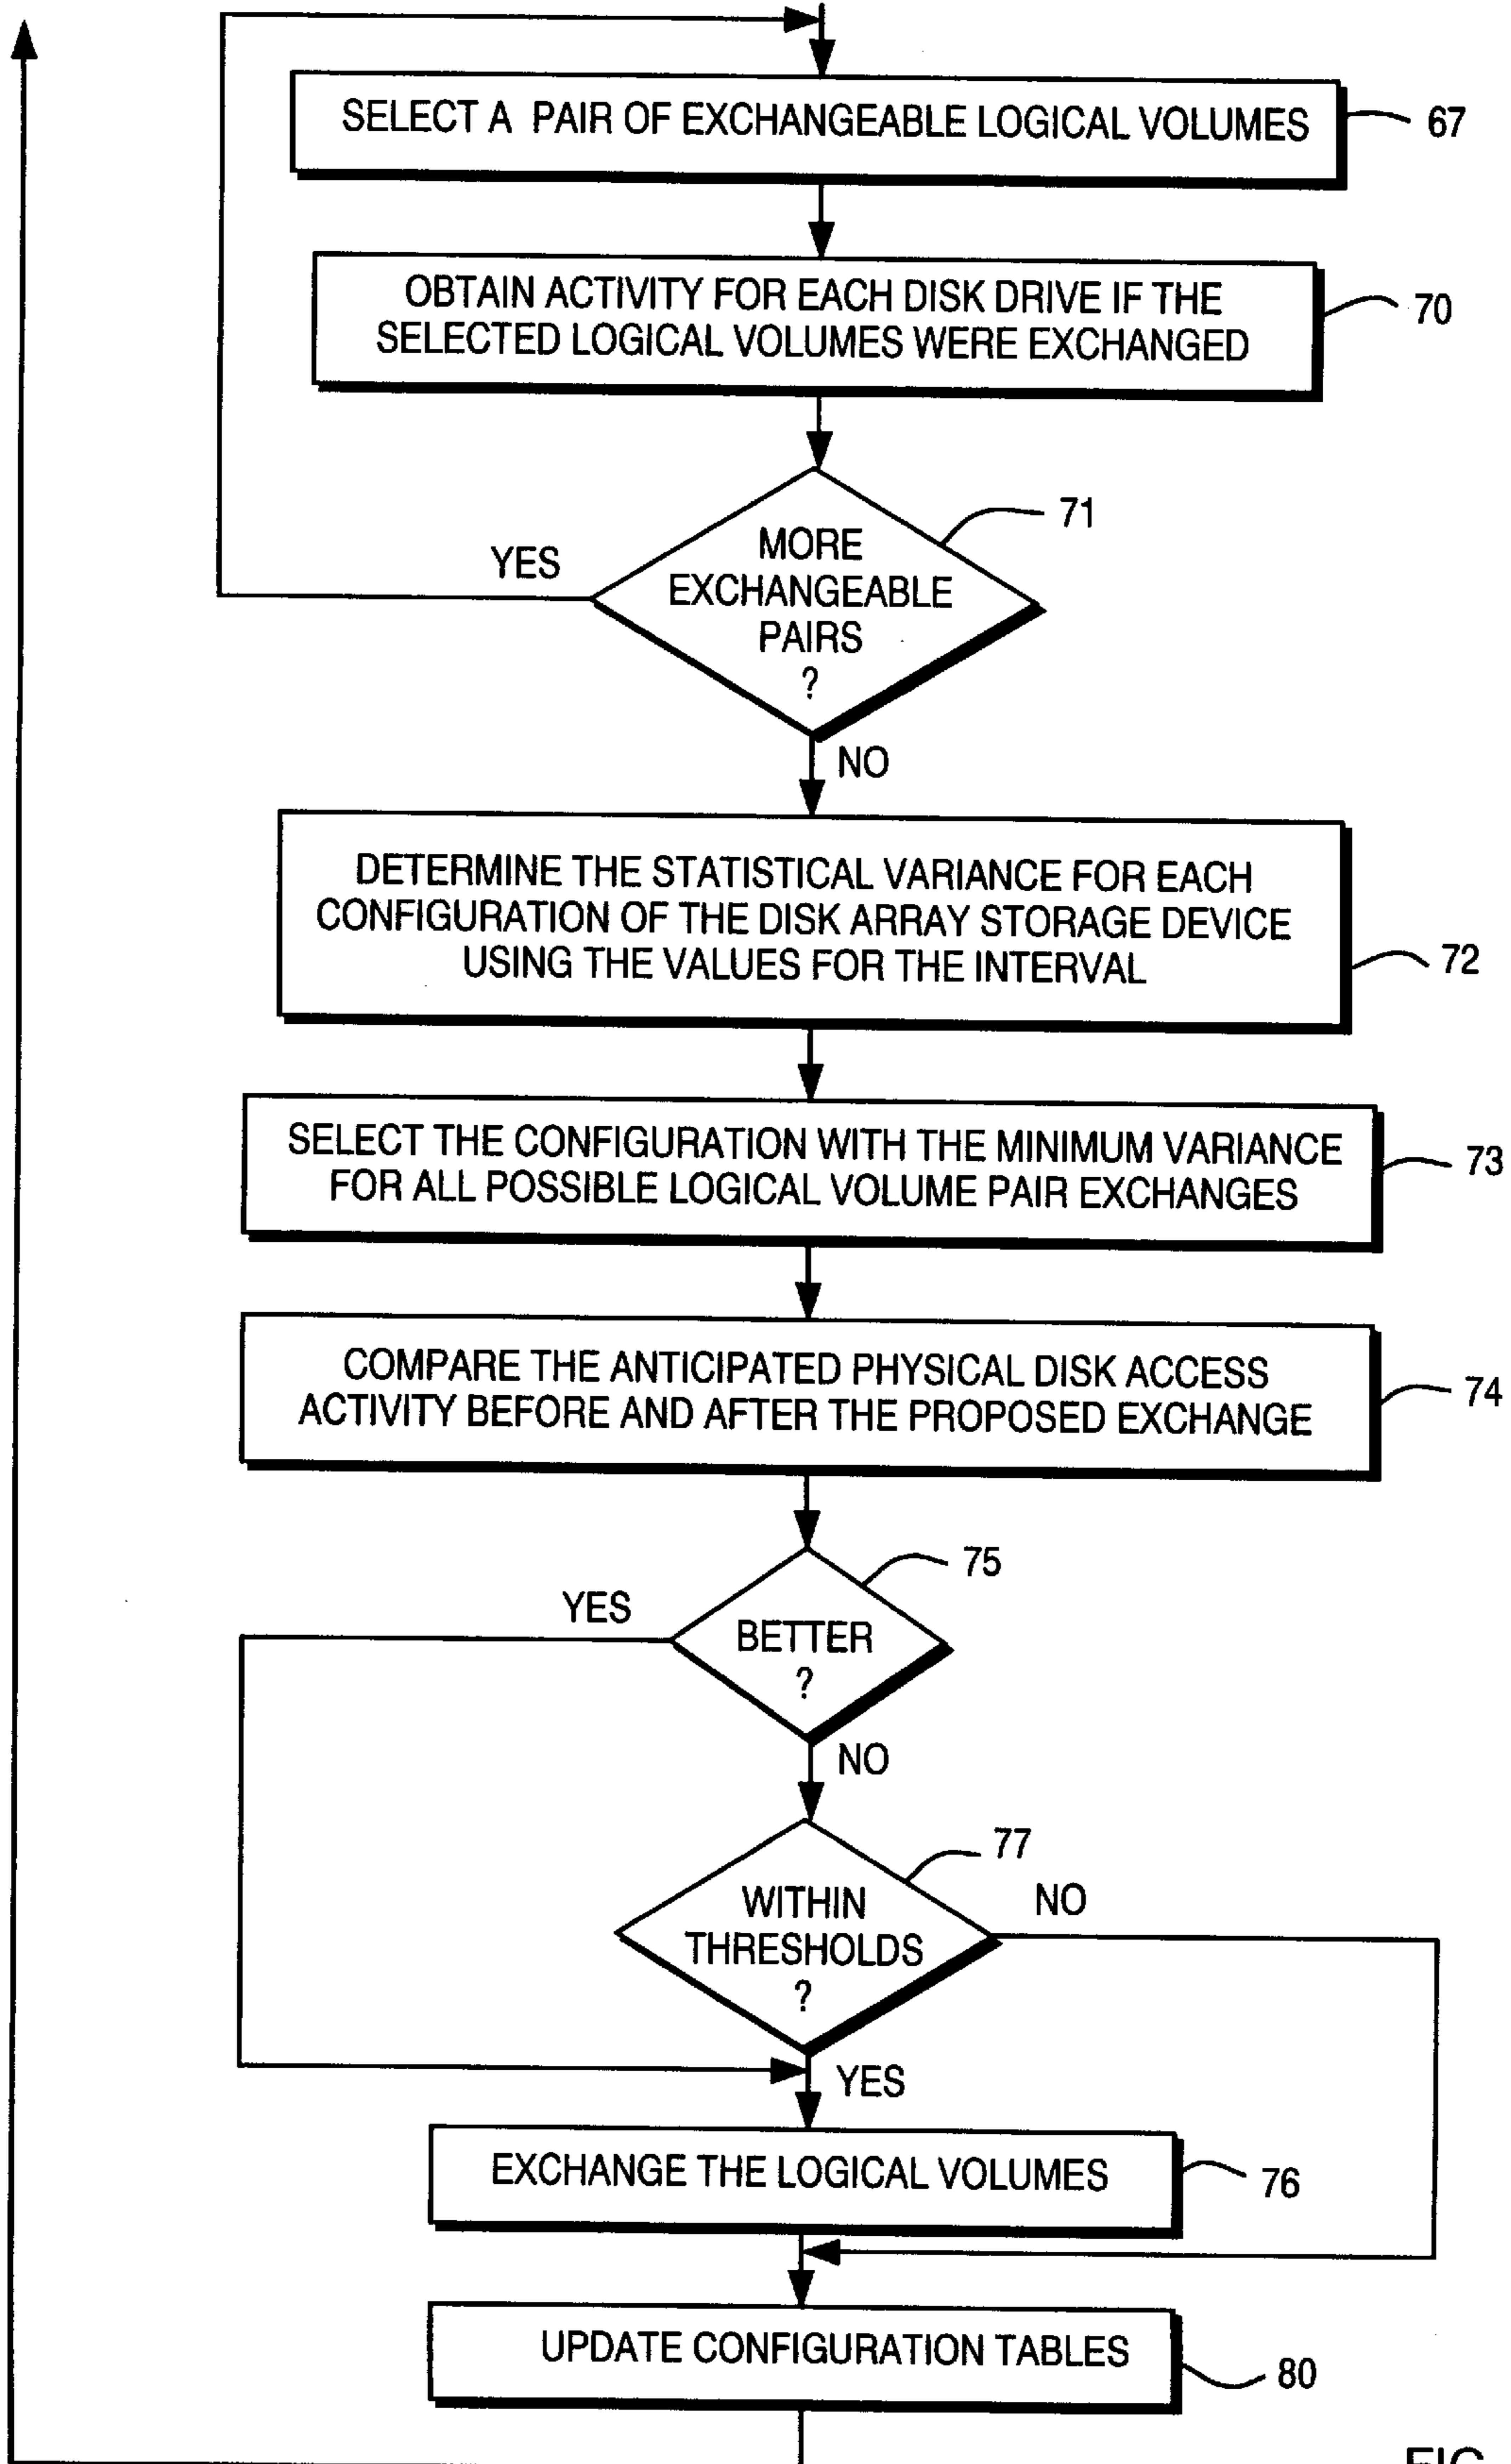 SELECT A PAIR OF EXCHANGEABLE LOGICAL VOLUMES
67
OBTAIN ACTIVITY FOR EACH DISK DRIVE IF THE
SELECTED LOGICAL VOLUMES WERE EXCHANGED
70
71
MORE
EXCHANGEABLE
PAIRS
?
YES
NO
DETERMINE THE STATISTICAL VARIANCE FOR EACH
CONFIGURATION OF THE DISK ARRAY STORAGE DEVICE
USING THE VALUES FOR THE INTERVAL
72
SELECT THE CONFIGURATION WITH THE MINIMUM VARIANCE
FOR ALL POSSIBLE LOGICAL VOLUME PAIR EXCHANGES
73
COMPARE THE ANTICIPATED PHYSICAL DISK ACCESS
ACTIVITY BEFORE AND AFTER THE PROPOSED EXCHANGE
74
75
YES
BETTER
?
NO
77
WITHIN
THRESHOLDS
?
NO
YES
EXCHANGE THE LOGICAL VOLUMES
76
UPDATE CONFIGURATION TABLES
80